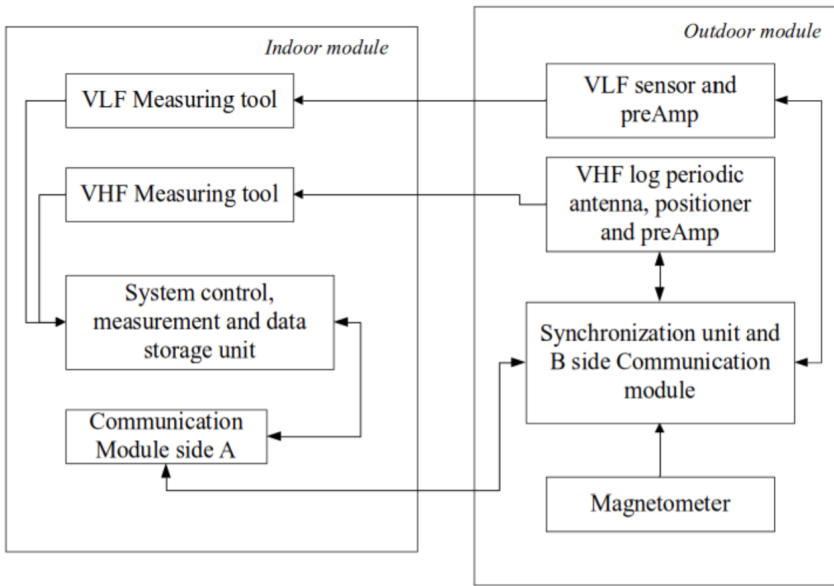 Indoor module
VLF Measuring tool
VHF Measuring tool
System control,
measurement and data
storage unit
Communication
Module side A
Outdoor module
VLF sensor and
preAmp
VHF log periodic
antenna, positioner
and preAmp
Synchronization unit and
B side Communication
module
Magnetometer